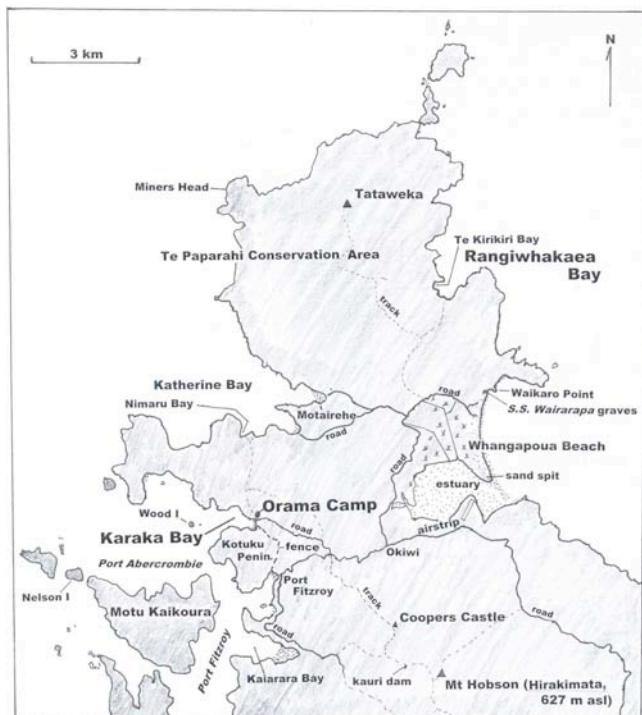 3 km
N
Miners Head
Tataweka
Te Kirikiri Bay
Te Paparahi Conservation Area
Rangiwhakaea
Bay
track
Katherine Bay
road
Waikaro Point
Nimaru Bay
Motairehe
S.S. Wairarapa graves
road
Whangapoua Beach
road
sand spit
estuary
Wood I
Orama Camp
Karaka Bay
road
airstrip
Kotuku
Penin
fence
Okiwi
Port Abercrombie
Port
Fitzroy
Nelson I
track
Motu Kaikoura
Coopers Castle
road
road
Port Fitzroy
Kaiarara Bay
kauri dam
Mt Hobson (Hirakimata,
627 m asl)